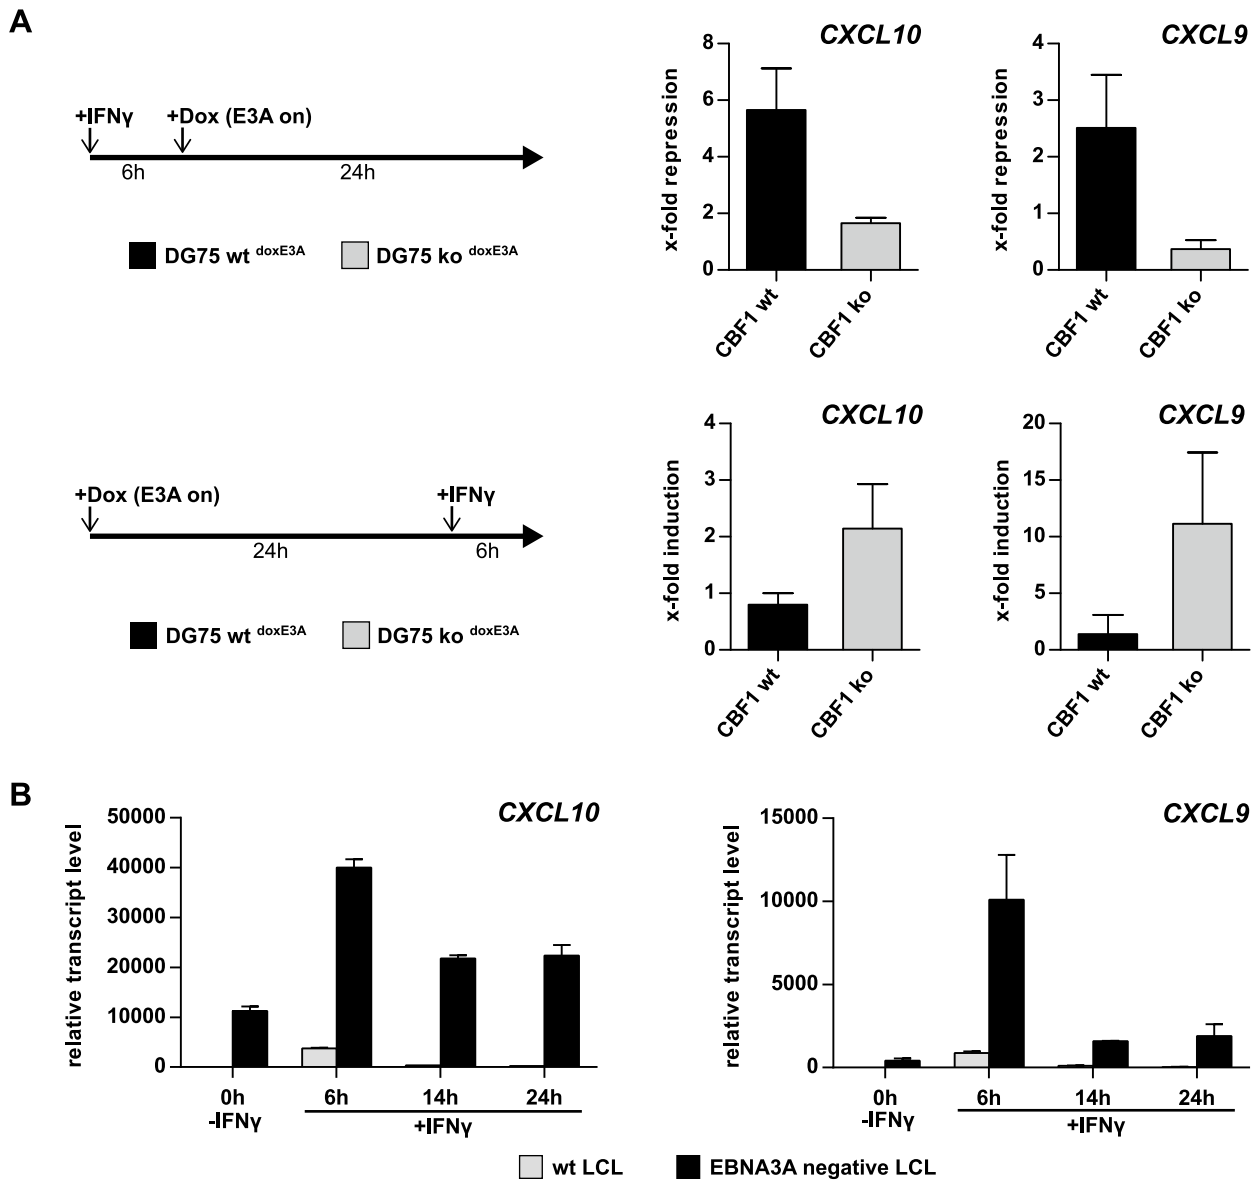 A
+IFNγ
+Dox (E3A on)
6h
24h
DG75 wt doxE3A
DG75 ko doxE3A
CXCL10
x-fold repression
8
6
4
2
0
CBF1 wt
CBF1 ko
CXCL9
x-fold repression
4
3
2
1
0
CBF1 wt
CBF1 ko
+Dox (E3A on)
+IFNγ
24h
6h
DG75 wt doxE3A
DG75 ko doxE3A
CXCL10
x-fold induction
4
3
2
1
0
CBF1 wt
CBF1 ko
CXCL9
x-fold induction
20
15
10
5
0
CBF1 wt
CBF1 ko
B
CXCL10
relative transcript level
50000
40000
30000
20000
10000
0
0h
6h
14h
24h
-IFNγ
+IFNγ
CXCL9
relative transcript level
15000
10000
5000
0
0h
6h
14h
24h
-IFNγ
+IFNγ
wt LCL
EBNA3A negative LCL